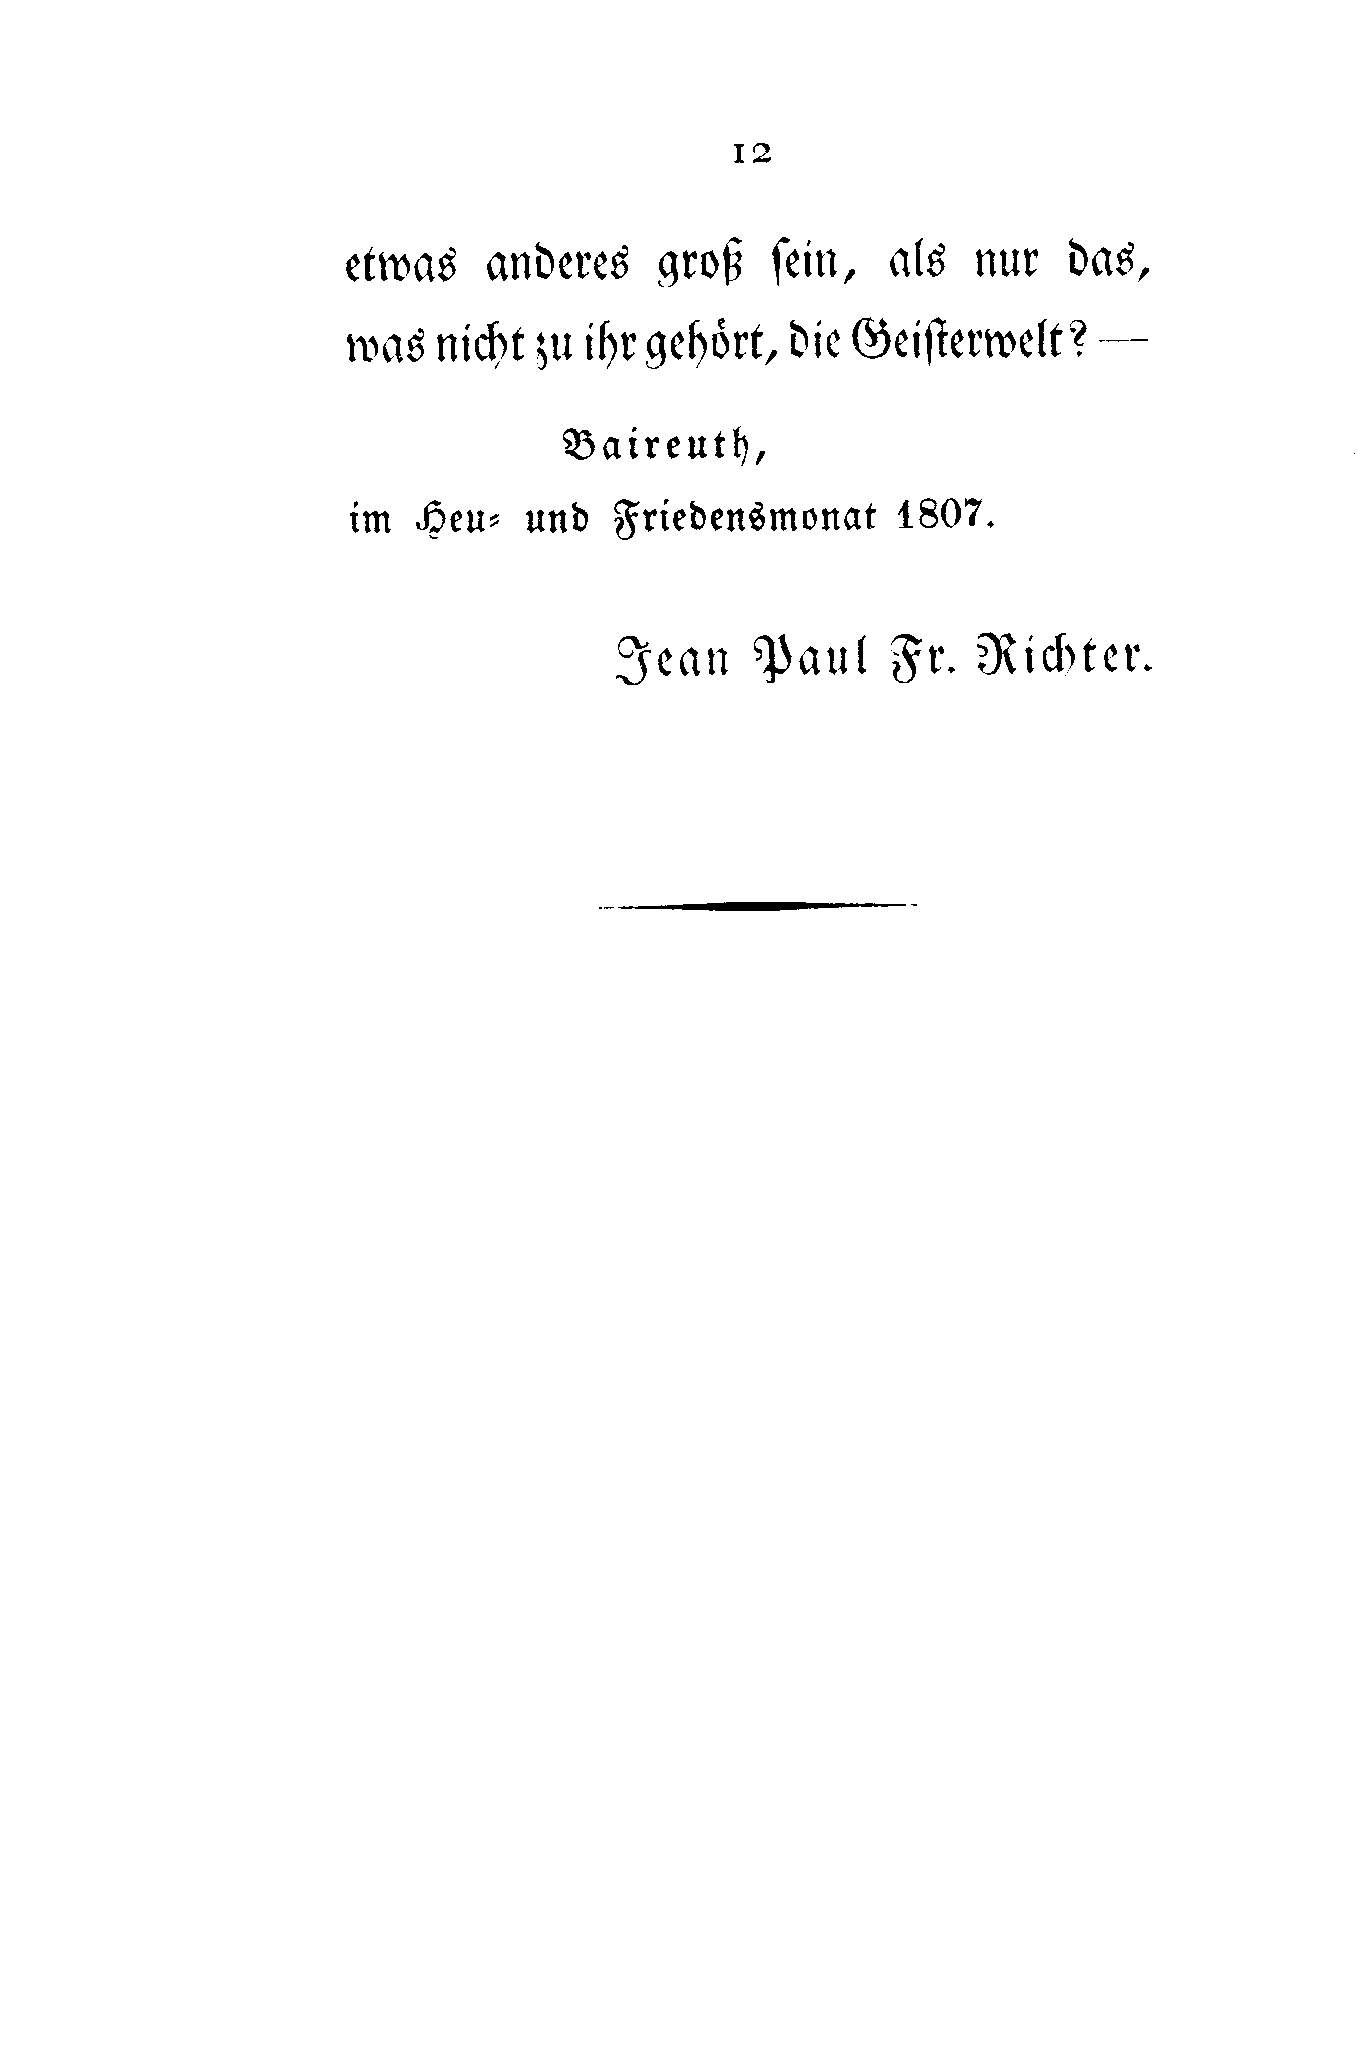 12
etwas anderes groß ſein, als nur das,
was nicht zu ihr gehört, die Geiſterwelt? —
Baireuth,
im Heu⸗ und Friedensmonat 1807.
Jean Paul Fr. Richter.